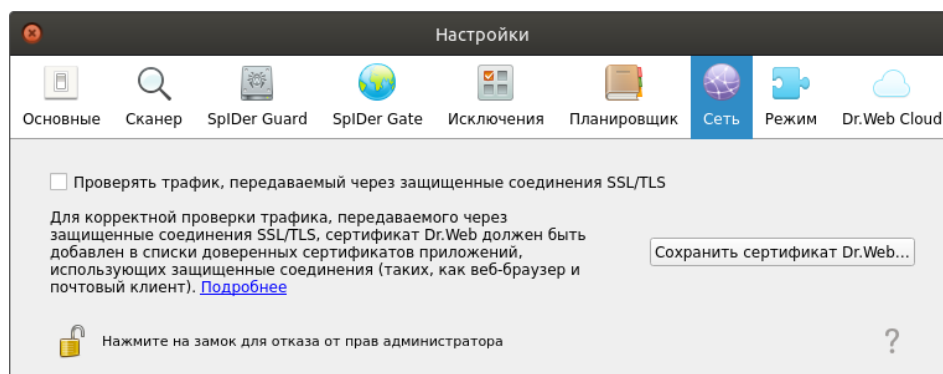 Настройки
Основные Сканер SpIDer Guard SpIDer Gate Исключения Планировщик Сеть Режим Dr.Web Cloud
Проверять трафик, передаваемый через защищенные соединения SSL/TLS
Для корректной проверки трафика, передаваемого через
защищенные соединения SSL/TLS, сертификат Dr.Web должен быть
добавлен в списки доверенных сертификатов приложений,
использующих защищенные соединения (таких, как веб-браузер и
почтовый клиент). Подробнее
Сохранить сертификат Dr.Web...
Нажмите на замок для отказа от прав администратора
?